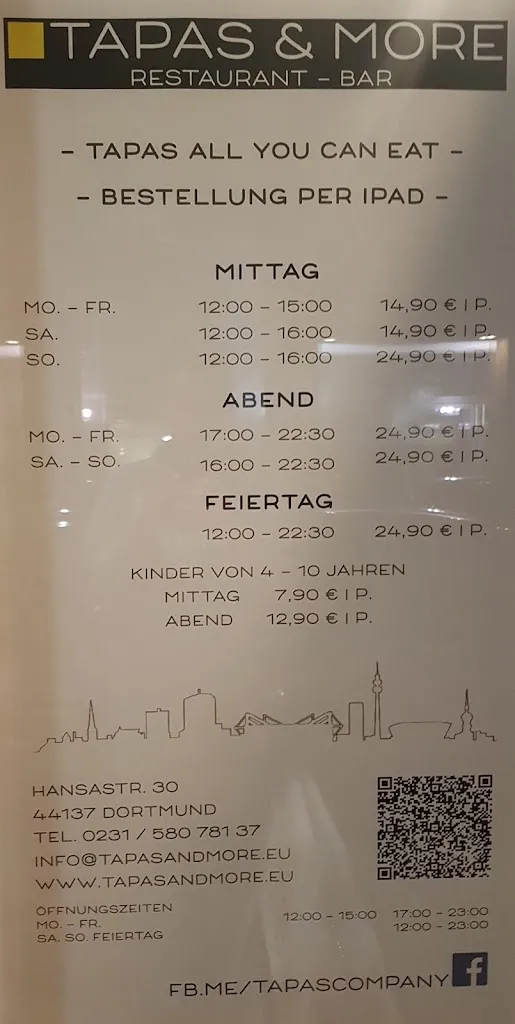 TAPAS & MORE
RESTAURANT - BAR
- TAPAS ALL YOU CAN EAT -
- BESTELLUNG PER IPAD -
MITTAG
MO. - FR. 12:00 - 15:00 14,90 € | P.
SA. 12:00 - 16:00 14,90 € | P.
SO. 12:00 - 16:00 24,90 € | P.
ABEND
MO. - FR. 17:00 - 22:30 24,90 € | P.
SA. - SO. 16:00 - 22:30 24,90 € | P.
FEIERTAG
12:00 - 22:30 24,90 € | P.
KINDER VON 4 - 10 JAHREN
MITTAG 7,90 € | P.
ABEND 12,90 € | P.
HANSASTR. 30
44137 DORTMUND
TEL. 0231 / 580 781 37
INFO@TAPASANDMORE.EU
WWW.TAPASANDMORE.EU
ÖFFNUNGSZEITEN
MO. - FR. 12:00 - 15:00 17:00 - 23:00
SA. SO. FEIERTAG 12:00 - 23:00
FB.ME/TAPASCOMPANY f